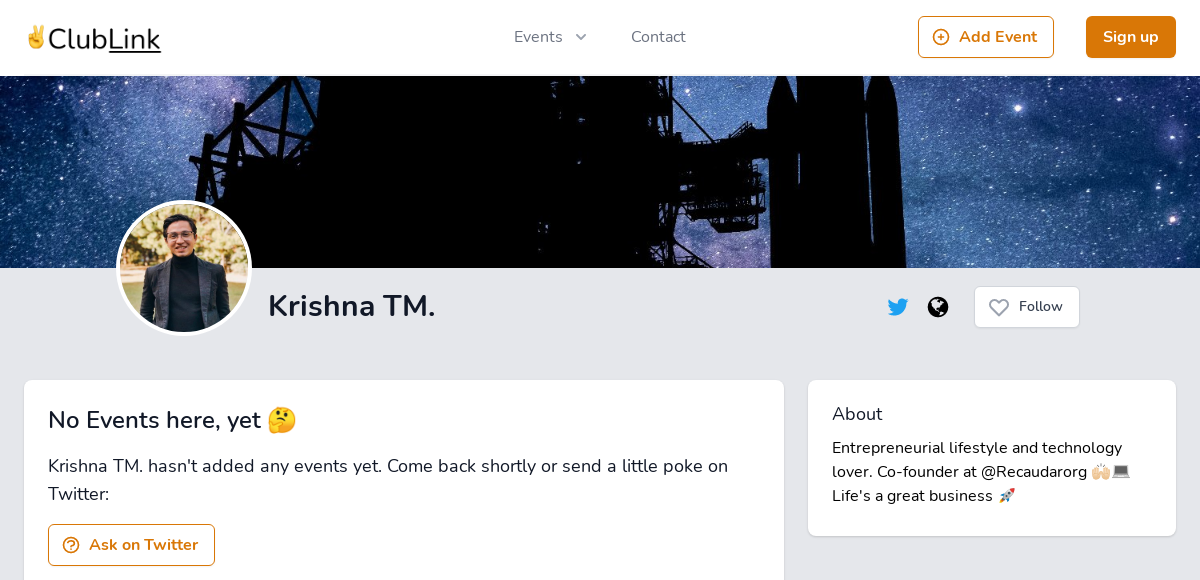 ✌️ClubLink
Events
Contact
Add Event
Sign up
Krishna TM.
Follow
No Events here, yet 🤔
Krishna TM. hasn't added any events yet. Come back shortly or send a little poke on
Twitter:
Ask on Twitter
About
Entrepreneurial lifestyle and technology
lover. Co-founder at @Recaudarorg 🙌🏼💻
Life's a great business 🚀